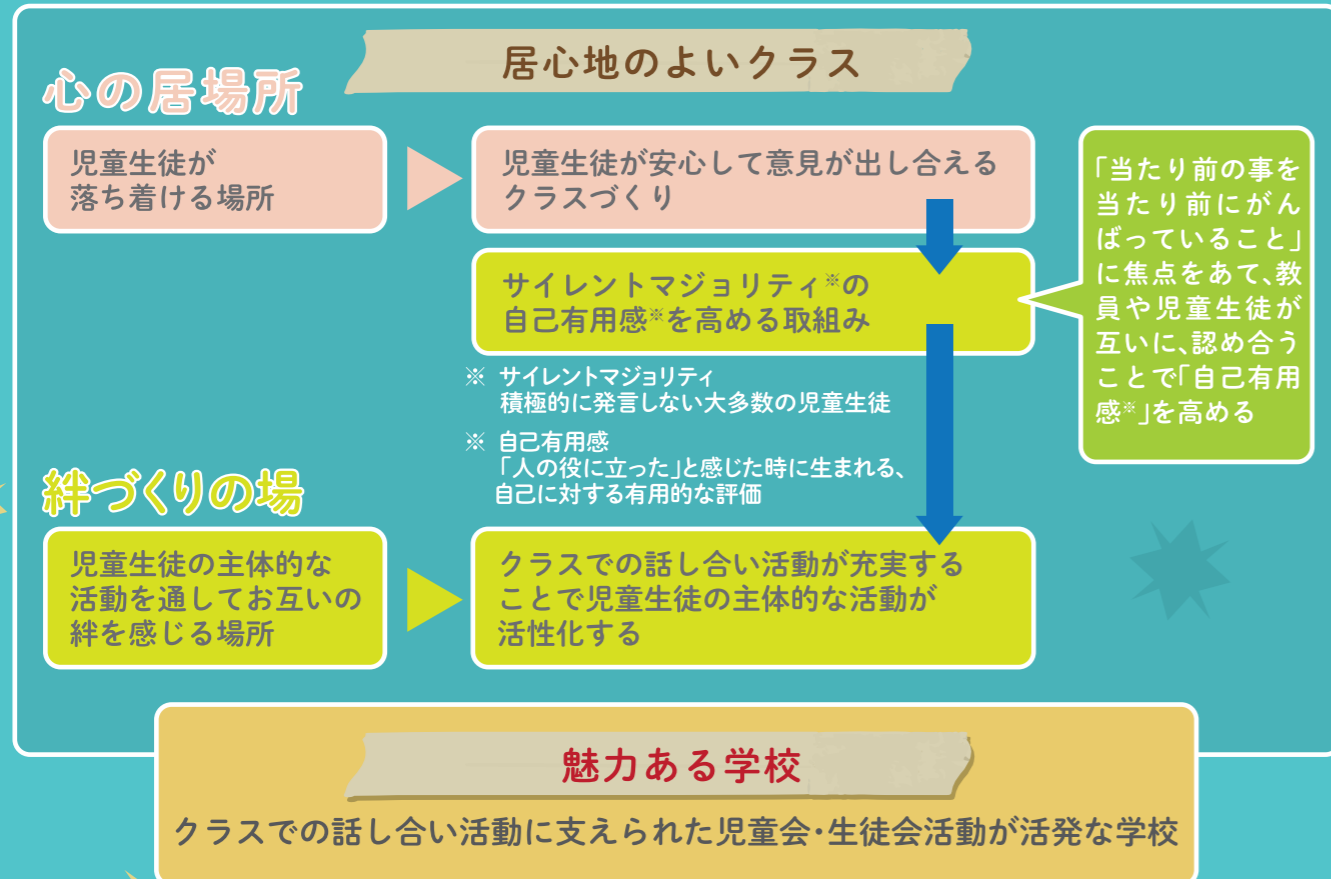 居心地のよいクラス
心の居場所
児童生徒が
落ち着ける場所
児童生徒が安心して意見が出し合える
クラスづくり
サイレントマジョリティ※の
自己有用感※を高める取組み
「当たり前の事を
当たり前にがん
ばっていること」
に焦点をあて、教
員や児童生徒が
互いに、認め合う
ことで「自己有用
感※」を高める
※ サイレントマジョリティ
積極的に発言しない大多数の児童生徒
※ 自己有用感
「人の役に立った」と感じた時に生まれる、
自己に対する有用的な評価
絆づくりの場
児童生徒の主体的な
活動を通してお互いの
絆を感じる場所
クラスでの話し合い活動が充実する
ことで児童生徒の主体的な活動が
活性化する
魅力ある学校
クラスでの話し合い活動に支えられた児童会・生徒会活動が活発な学校